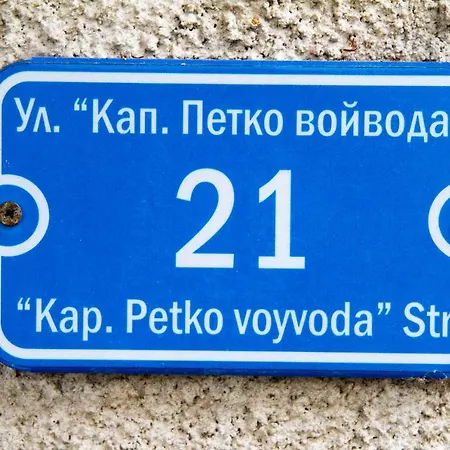 Ул. “Кап. Петко войвода
21
“Kap. Petko voyvoda” Str